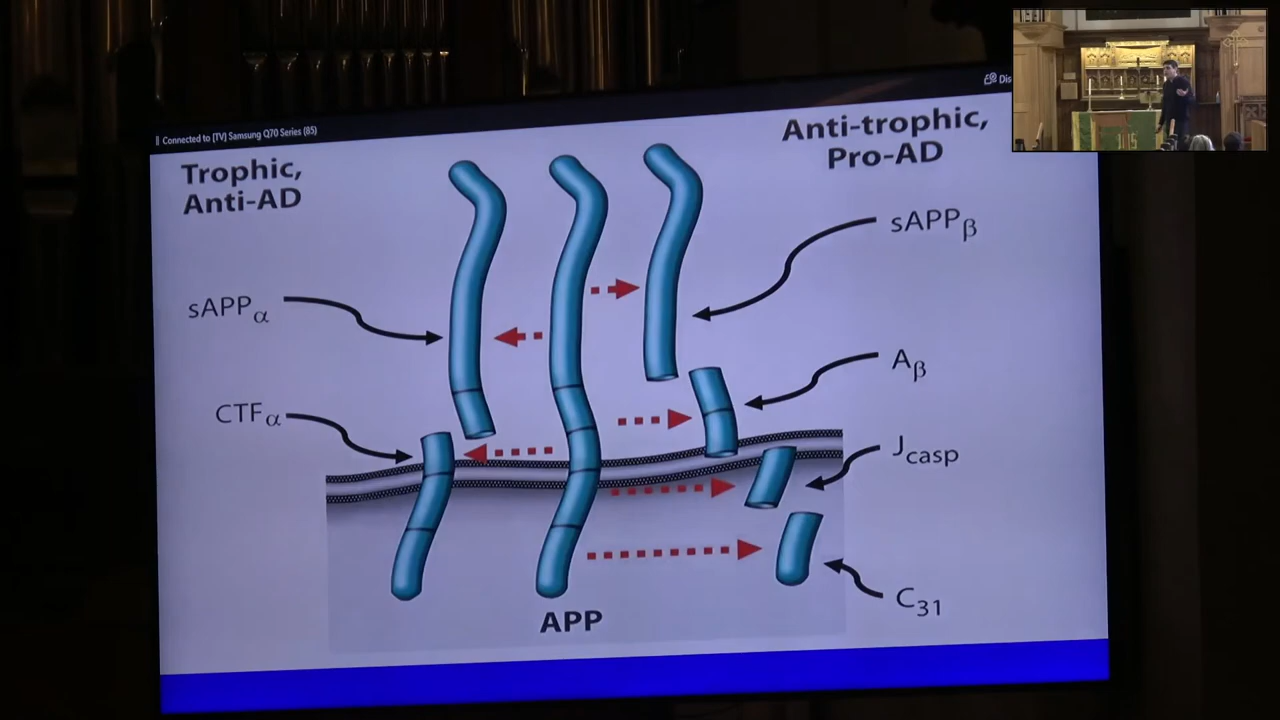 Connected to [TV] Samsung Q70 Series (85)
Dis
Trophic,
Anti-AD
Anti-trophic,
Pro-AD
sAPPβ
sAPPα
Aβ
CTFα
Jcasp
C31
APP